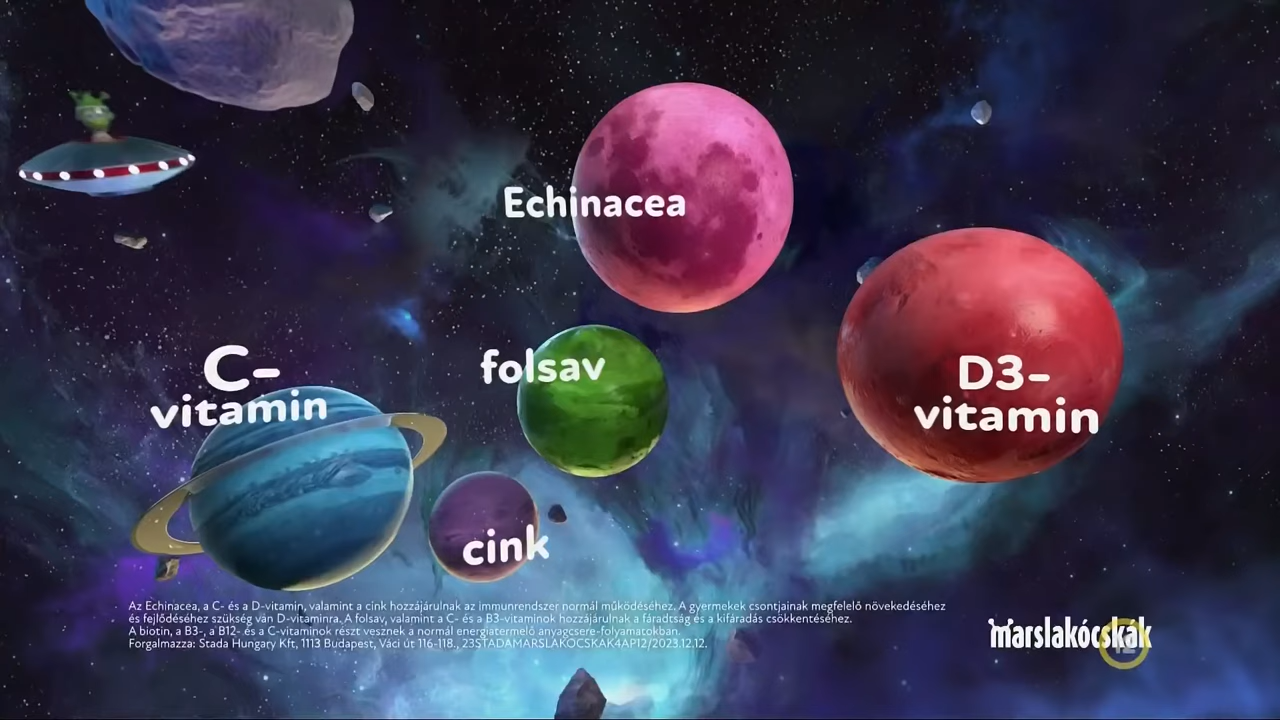 Echinacea
C-
vitamin
folsav
D3-
vitamin
cink
Az Echinacea, a C- és a D-vitamin, valamint a cink hozzájárulnak az immunrendszer normál működéséhez. A gyermekek csontjainak megfelelő növekedéséhez
és fejlődéséhez szükség van D-vitaminra. A folsav, valamint a C- és a B3-vitaminok hozzájárulnak a fáradtság és a kifáradás csökkentéséhez.
A biotin, a B3-, a B12- és a C-vitaminok részt vesznek a normál energiatermelő anyagcsere-folyamatokban.
Forgalmazza: Stada Hungary Kft, 1113 Budapest, Váci út 116-118., 23STADAMARSLAKÓCSKAK4AP12/2023.12.12.
marslakócskák
12